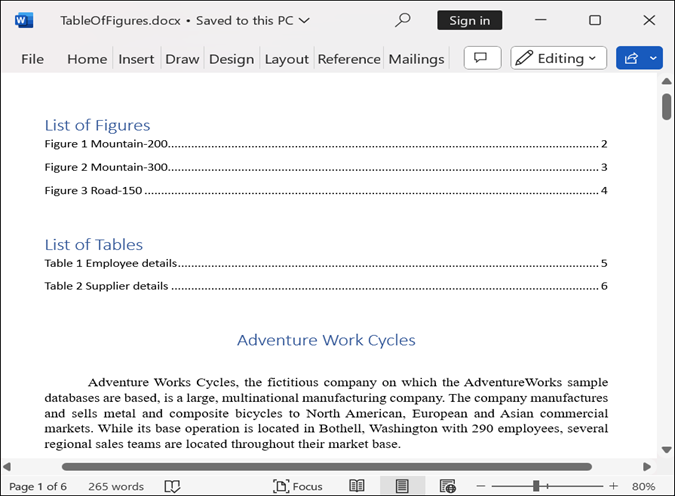 W TableOfFigures.docx • Saved to this PC Sign in
File Home Insert Draw Design Layout Reference Mailings Editing
List of Figures
Figure 1 Mountain-200 2
Figure 2 Mountain-300 3
Figure 3 Road-150 4
List of Tables
Table 1 Employee details 5
Table 2 Supplier details 6
Adventure Work Cycles
Adventure Works Cycles, the fictitious company on which the AdventureWorks sample
databases are based, is a large, multinational manufacturing company. The company manufactures
and sells metal and composite bicycles to North American, European and Asian commercial
markets. While its base operation is located in Bothell, Washington with 290 employees, several
regional sales teams are located throughout their market base.
Page 1 of 6 265 words Focus 80%